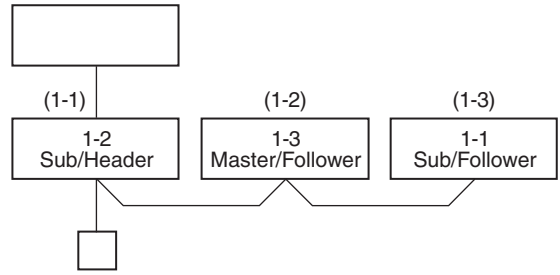 (1-1)
(1-2)
(1-3)
1-2
Sub/Header
1-3
Master/Follower
1-1
Sub/Follower